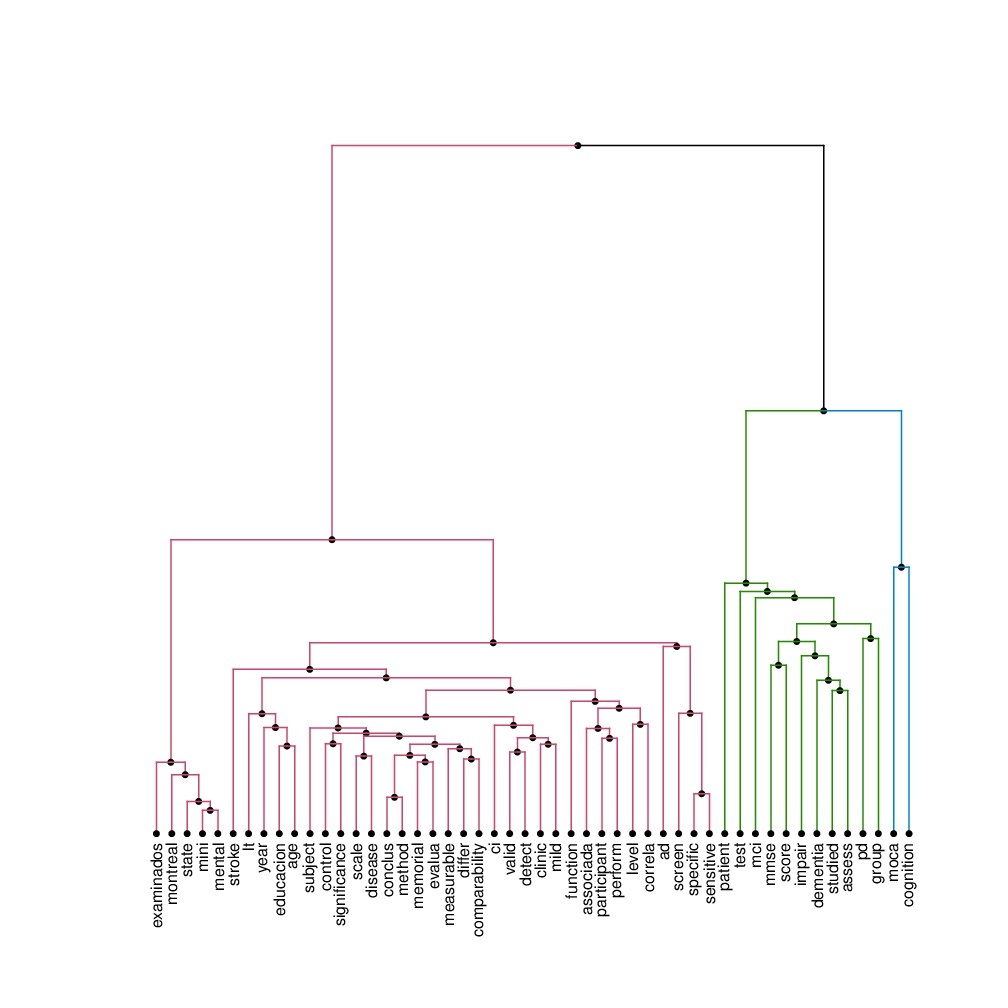 examinados
montreal
state
mini
mental
stroke
lt
year
educacion
age
subject
control
significance
scale
disease
conclus
method
memorial
evalua
measurable
differ
comparability
ci
valid
detect
clinic
mild
function
associada
participant
perform
level
correla
ad
screen
specific
sensitive
patient
test
mci
mmse
score
impair
dementia
studied
assess
pd
group
moca
cognition